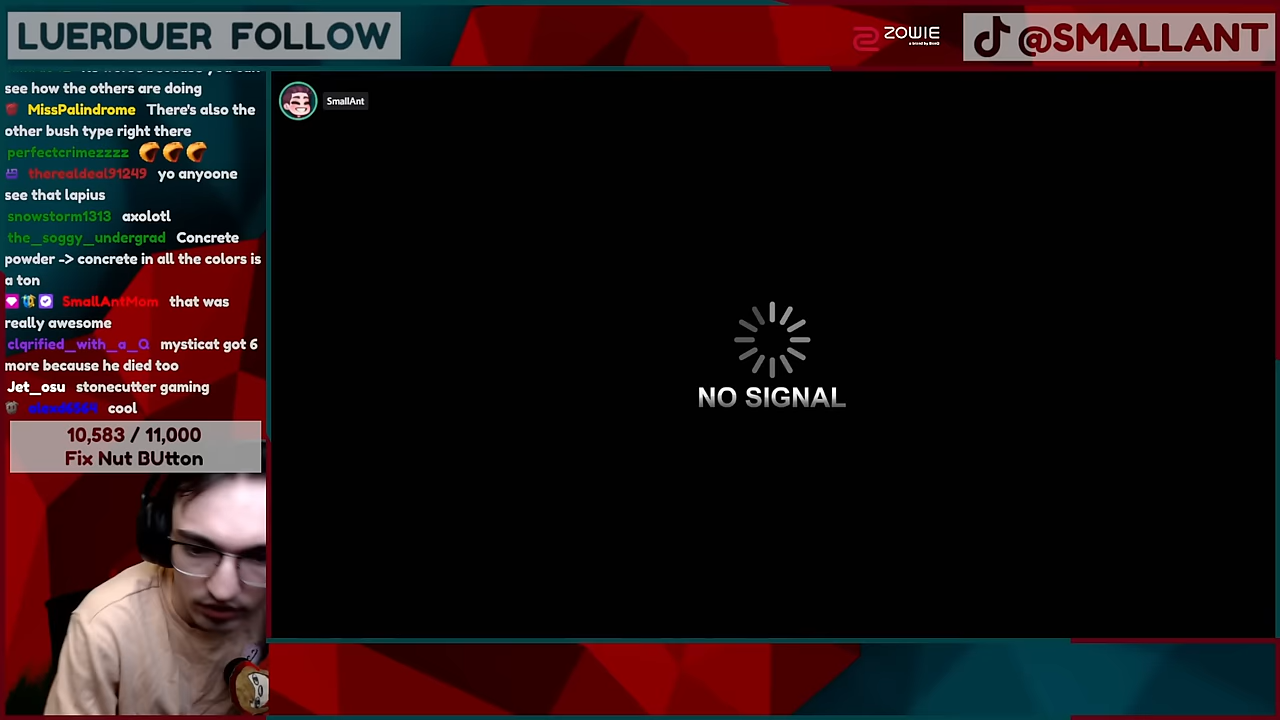 LUERDUER FOLLOW
ZOWIE
@SMALLANT
see how the others are doing
MissPalindrome There's also the
other bush type right there
perfectcrimezzzz
therealdeal91249 yo anyoone
see that lapius
snowstorm1313 axolotl
the__soggy__undergrad Concrete
powder -> concrete in all the colors is
a ton
SmallAntMom that was
really awesome
clqrified_with_a_Q mysticat got 6
more because he died too
Jet_osu stonecutter gaming
cool
10,583 / 11,000
Fix Nut BUtton
SmallAnt
NO SIGNAL